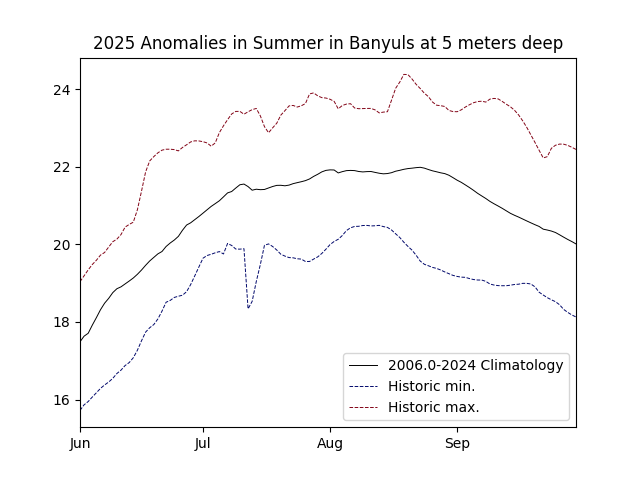 2025 Anomalies in Summer in Banyuls at 5 meters deep
24
22
20
18
16
Jun
Jul
Aug
Sep
2006.0-2024 Climatology
Historic min.
Historic max.